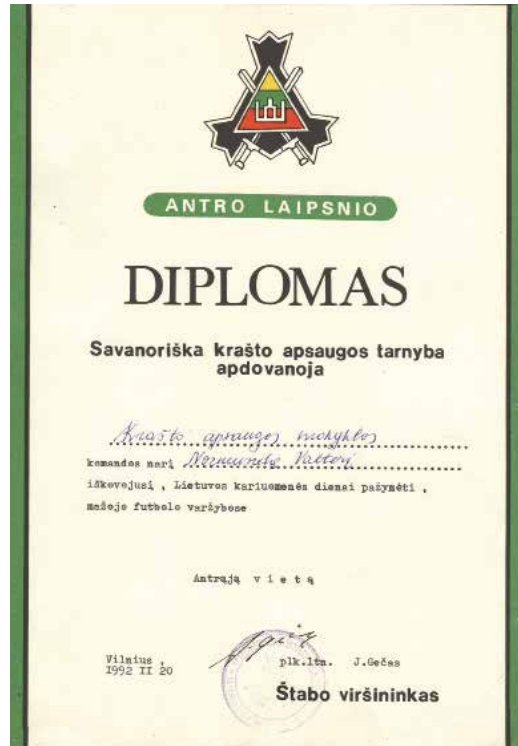 ANTRO LAIPSNIO
DIPLOMAS
Savanoriška krašto apsaugos tarnyba
apdovanoja
Krašto apsaugos mokyklos
komandos narį
iškovojusį , Lietuvos kariuomenės dienai pažymėti ,
mažojo futbolo varžybose
Antrąją vietą
Vilnius ,
1992 II 20
plk.ltn. J.Gečas
Štabo viršininkas